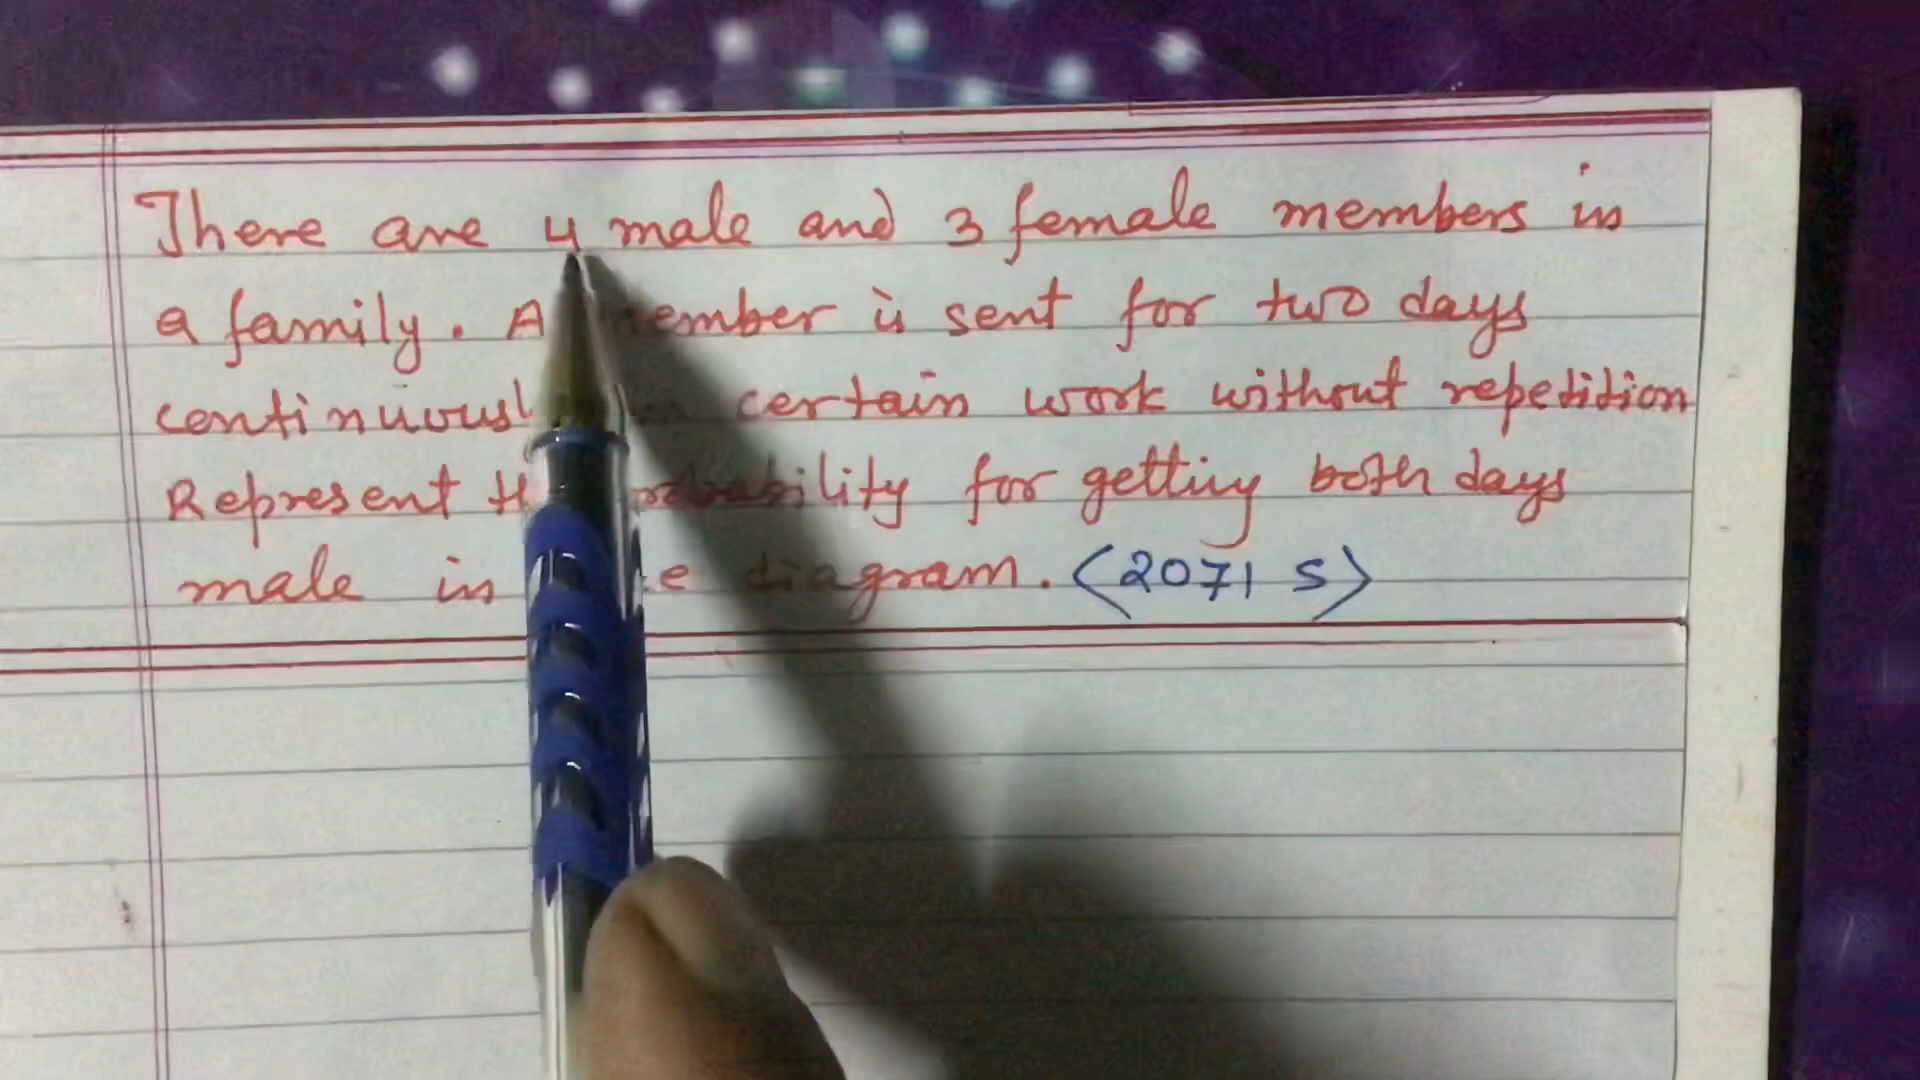 There are 4 male and 3 female members in
a family. A member is sent for two days
certain work without repetition
Represent probability for getting both days
male in diagram. <2071 S>